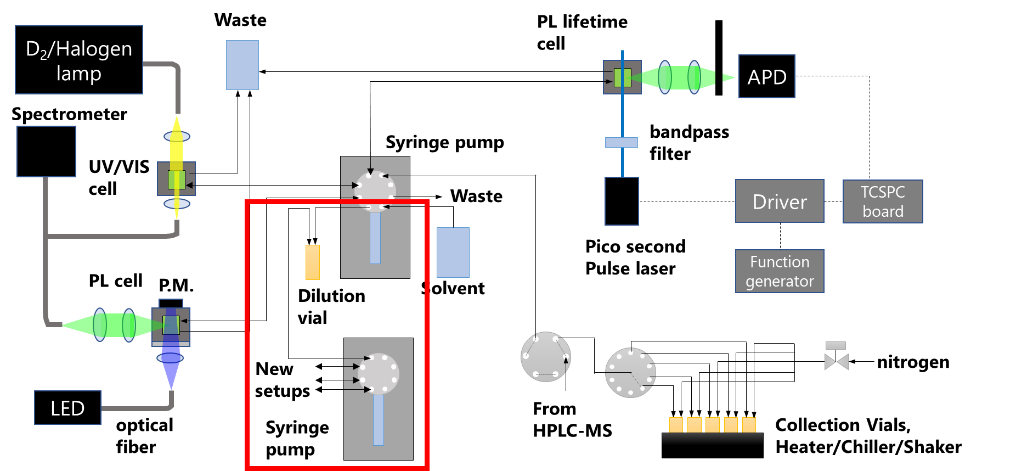 Waste
PL lifetime
cell
D₂/Halogen
lamp
APD
Spectrometer
bandpass
filter
Syringe pump
UV/VIS
cell
Waste
Driver
TCSPC
board
Pico second
Pulse laser
Function
generator
PL cell
P.M.
Dilution
vial
Solvent
New
setups
nitrogen
LED
optical
fiber
Syringe
pump
From
HPLC-MS
Collection Vials,
Heater/Chiller/Shaker